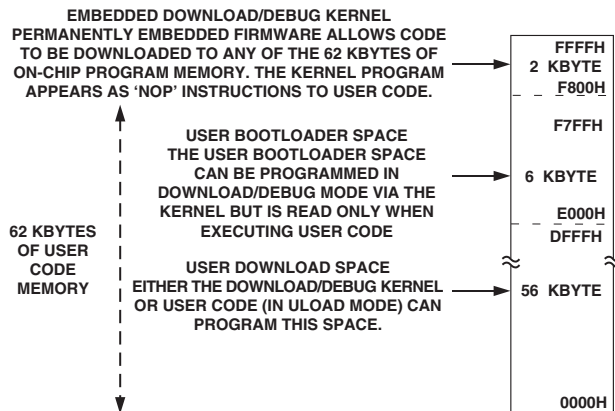 EMBEDDED DOWNLOAD/DEBUG KERNEL
PERMANENTLY EMBEDDED FIRMWARE ALLOWS CODE
TO BE DOWNLOADED TO ANY OF THE 62 KBYTES OF
ON-CHIP PROGRAM MEMORY. THE KERNEL PROGRAM
APPEARS AS ‘NOP’ INSTRUCTIONS TO USER CODE.
FFFFH
2 KBYTE
F800H
F7FFH
USER BOOTLOADER SPACE
THE USER BOOTLOADER SPACE
CAN BE PROGRAMMED IN
DOWNLOAD/DEBUG MODE VIA THE
KERNEL BUT IS READ ONLY WHEN
EXECUTING USER CODE
6 KBYTE
E000H
DFFFH
62 KBYTES
OF USER
CODE
MEMORY
USER DOWNLOAD SPACE
EITHER THE DOWNLOAD/DEBUG KERNEL
OR USER CODE (IN ULOAD MODE) CAN
PROGRAM THIS SPACE.
56 KBYTE
0000H